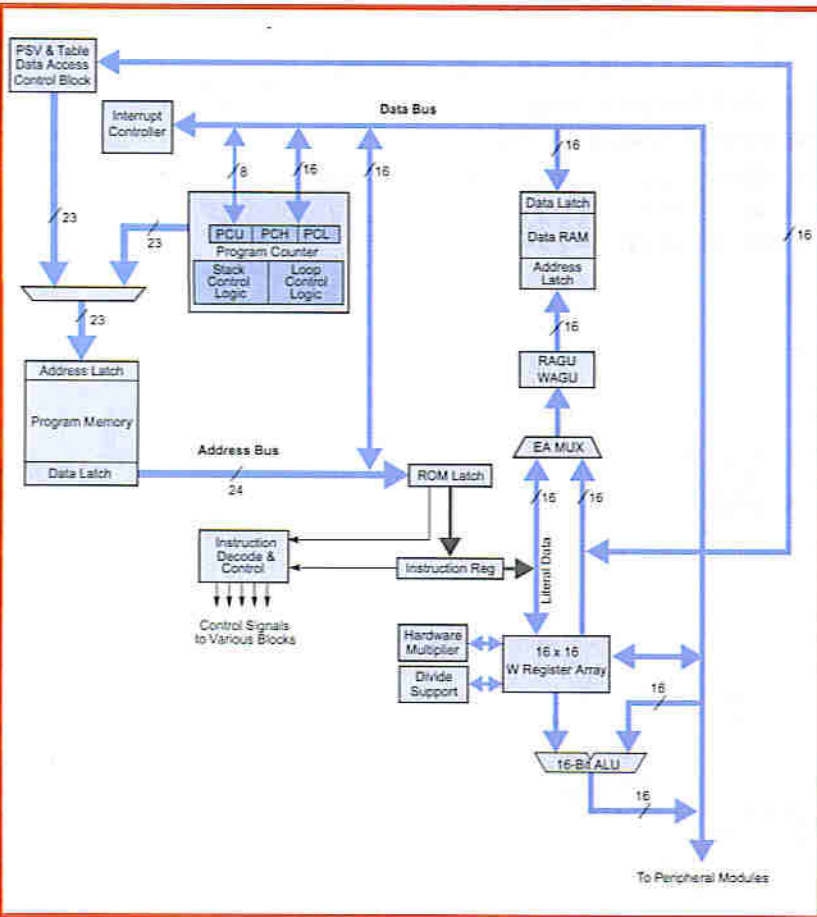 PSV & Table
Data Access
Control Block
Interrupt
Controller
Data Bus
8
16
16
16
23
23
16
PCU PCH PCL
Program Counter
Stack
Control
Logic
Loop
Control
Logic
Data Latch
Data RAM
Address
Latch
23
16
Address Latch
Program Memory
Data Latch
RAGU
WAGU
EA MUX
Address Bus
24
ROM Latch
16
16
Instruction
Decode &
Control
Instruction Reg
Literal Data
Control Signals
to Various Blocks
Hardware
Multiplier
Divide
Support
16 x 16
W Register Array
16
16-Bit ALU
16
To Peripheral Modules